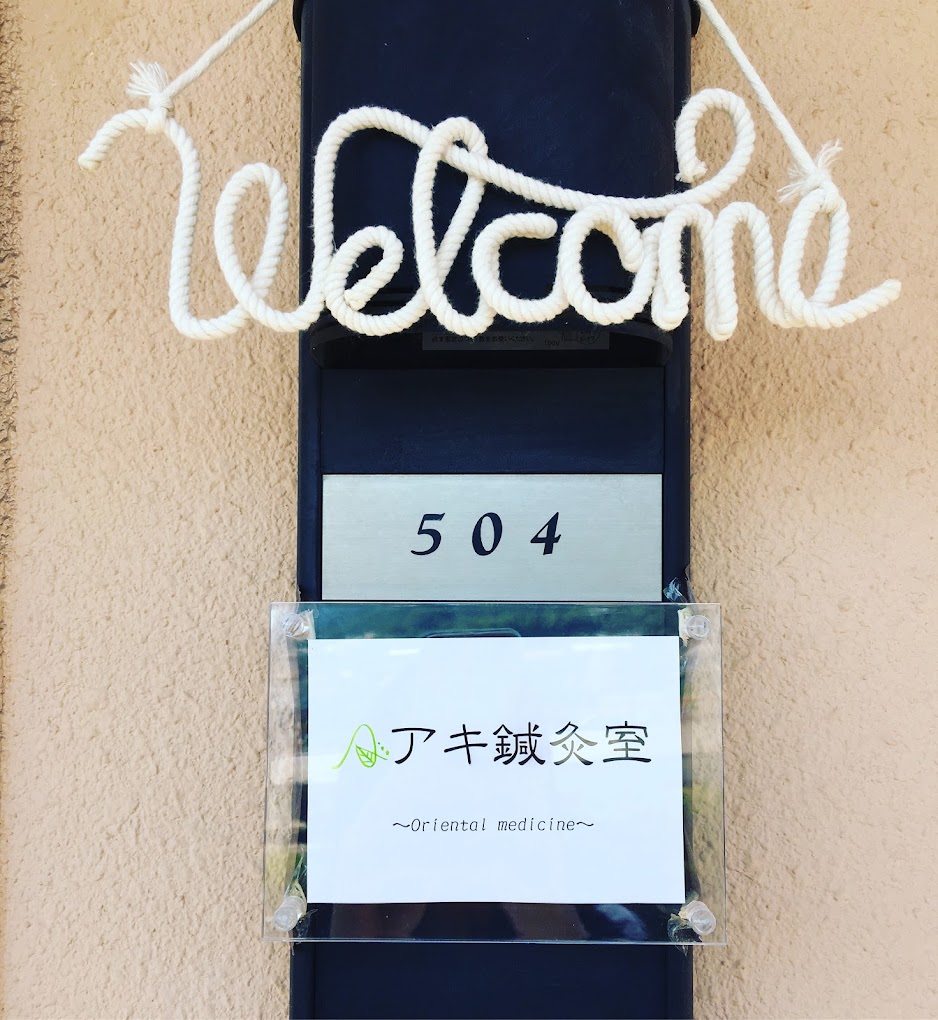 Welcome
504
アキ鍼灸室
〜Oriental medicine〜